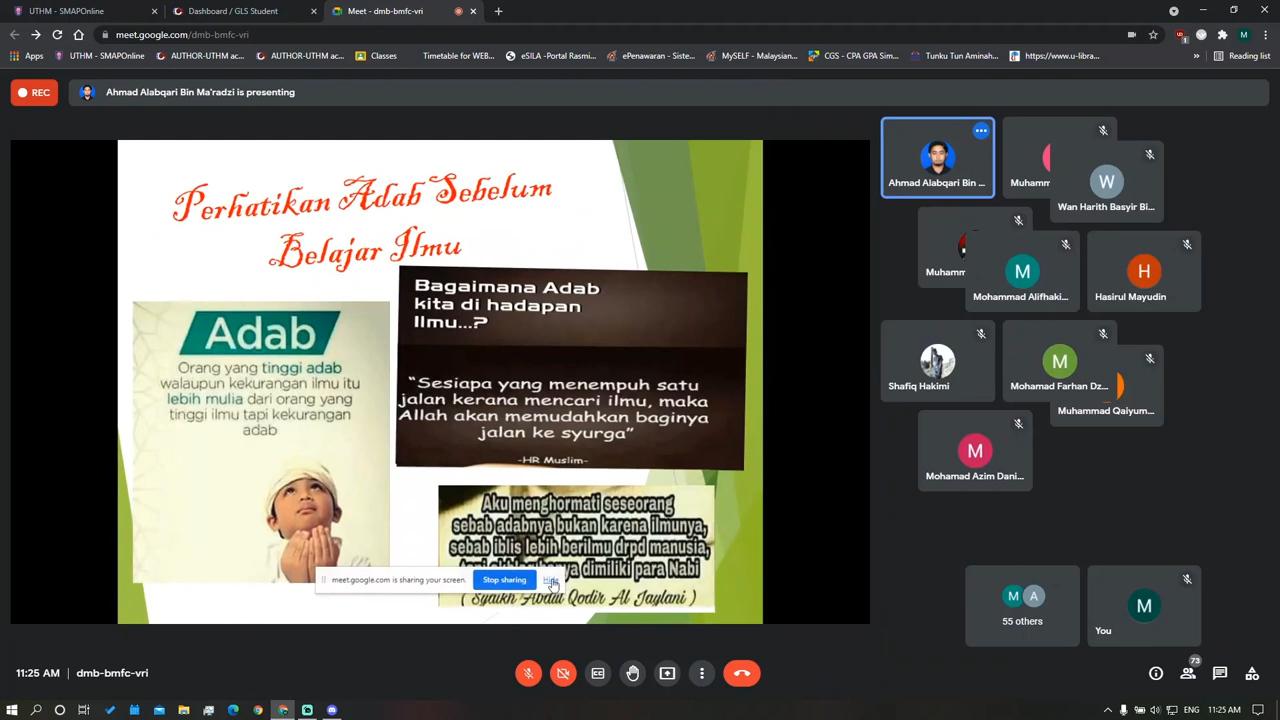 UTHM - SMAPOnline
Dashboard / GLS Student
Meet - dmb-bmfc-vri
meet.google.com/dmb-bmfc-vri
Apps
UTHM - SMAPOnline
AUTHOR-UTHM ac...
AUTHOR-UTHM ac...
Classes
Timetable for WEB...
eSILA -Portal Rasmi...
ePenawaran - Siste...
MySELF - Malaysian...
CGS - CPA GPA Sim...
Tunku Tun Aminah...
https://www.u-libra...
Reading list
REC
Ahmad Alabqari Bin Ma'radzi is presenting
Perhatikan Adab Sebelum
Belajar Ilmu
Adab
Orang yang tinggi adab
walaupun kekurangan ilmu itu
lebih mulia dari orang yang
tinggi ilmu tapi kekurangan
adab
Bagaimana Adab
kita di hadapan
Ilmu...?
"Sesiapa yang menempuh satu
jalan kerana mencari ilmu, maka
Allah akan memudahkan baginya
jalan ke syurga"
-HR Muslim-
Aku menghormati seseorang
sebab adabnya bukan karena ilmunya,
sebab iblis lebih berilmu drpd manusia,
dimiliki para Nabi
( Syaikh Abdul Qodir Al Jaylani )
meet.google.com is sharing your screen.
Stop sharing
Hide
Ahmad Alabqari Bin ...
Muhamm
W
Wan Harith Basyir Bi...
Muhamm
M
Mohammad Alifhaki...
H
Hasirul Mayudin
Shafiq Hakimi
M
Mohamad Farhan Dz...
Muhammad Qaiyum...
M
Mohamad Azim Dani...
M A
55 others
M
You
11:25 AM | dmb-bmfc-vri
73
11:25 AM